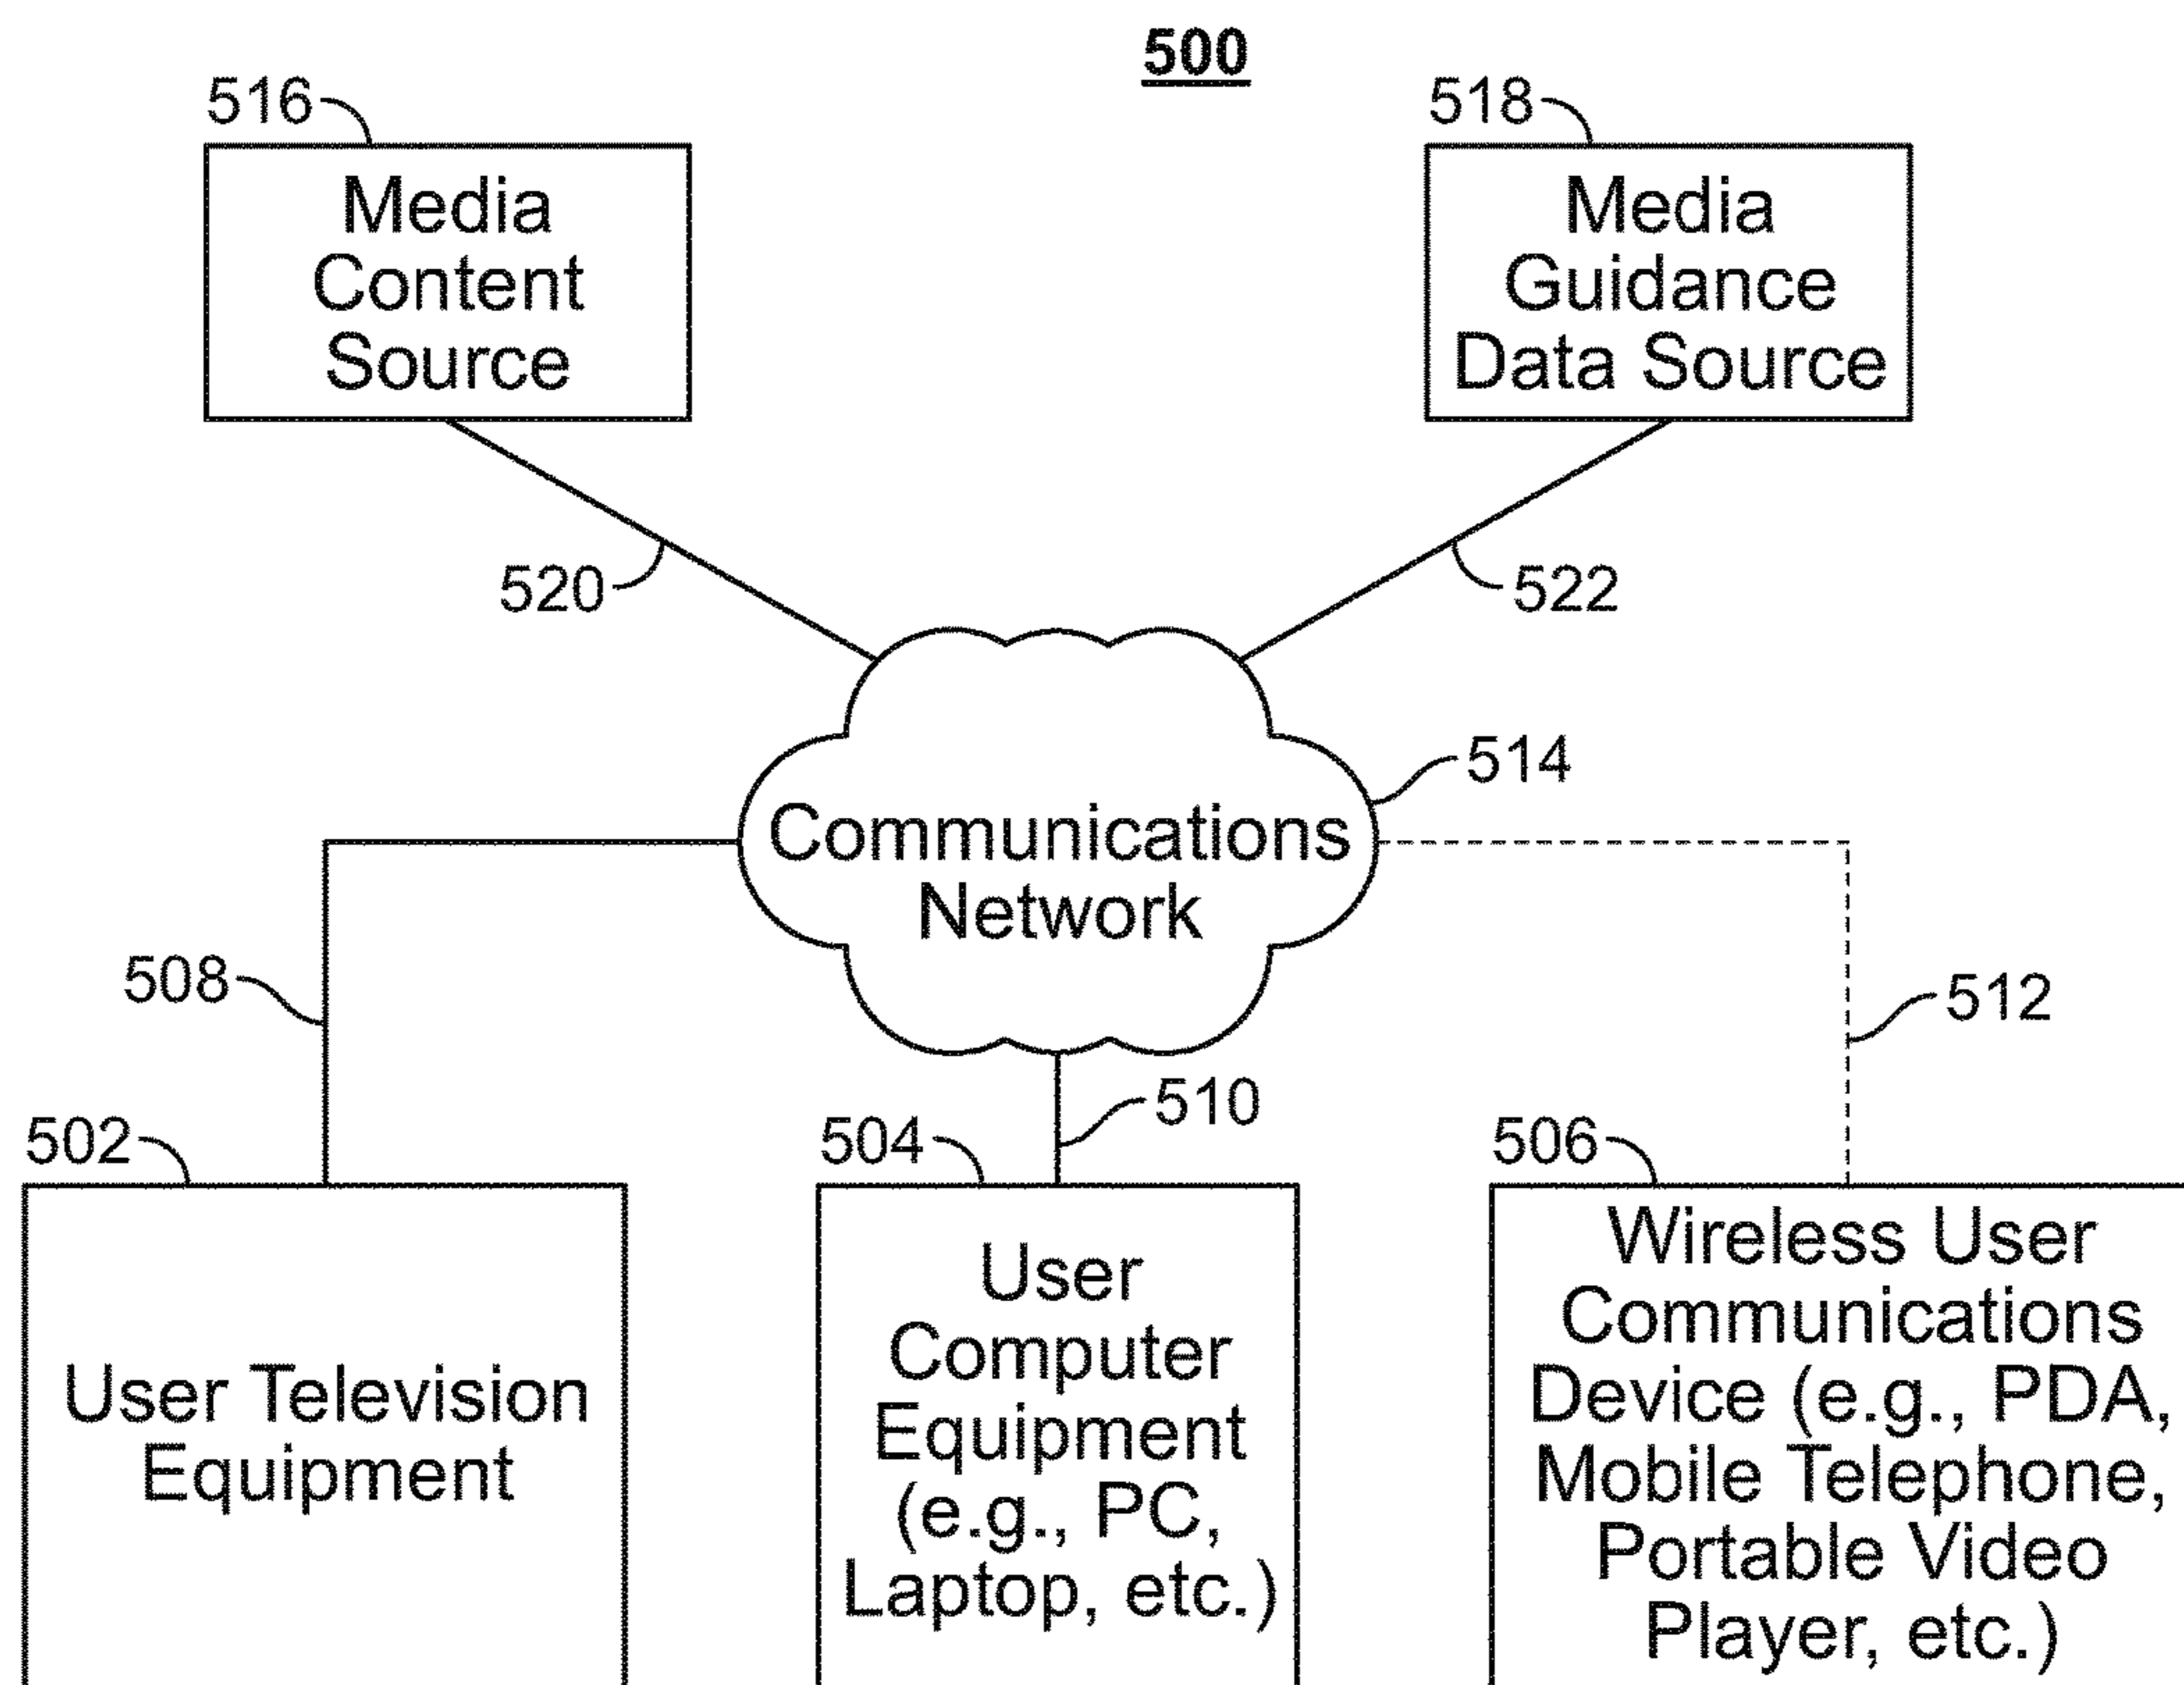 500
516
518
Media
Content
Source
Media
Guidance
Data Source
520
522
514
Communications
Network
508
512
510
502
504
506
User Television
Equipment
User
Computer
Equipment
(e.g., PC,
Laptop, etc.)
Wireless User
Communications
Device (e.g., PDA,
Mobile Telephone,
Portable Video
Player, etc.)